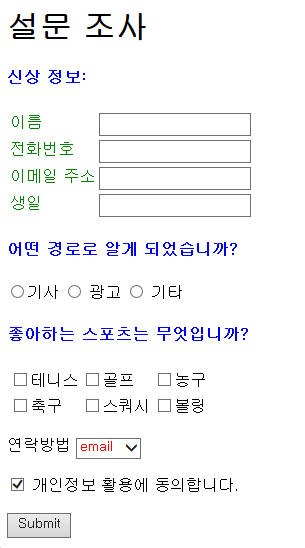 설문 조사
신상 정보:
이름
전화번호
이메일 주소
생일
어떤 경로로 알게 되었습니까?
기사 광고 기타
좋아하는 스포츠는 무엇입니까?
테니스 골프 농구
축구 스쿼시 볼링
연락방법 email
개인정보 활용에 동의합니다.
Submit